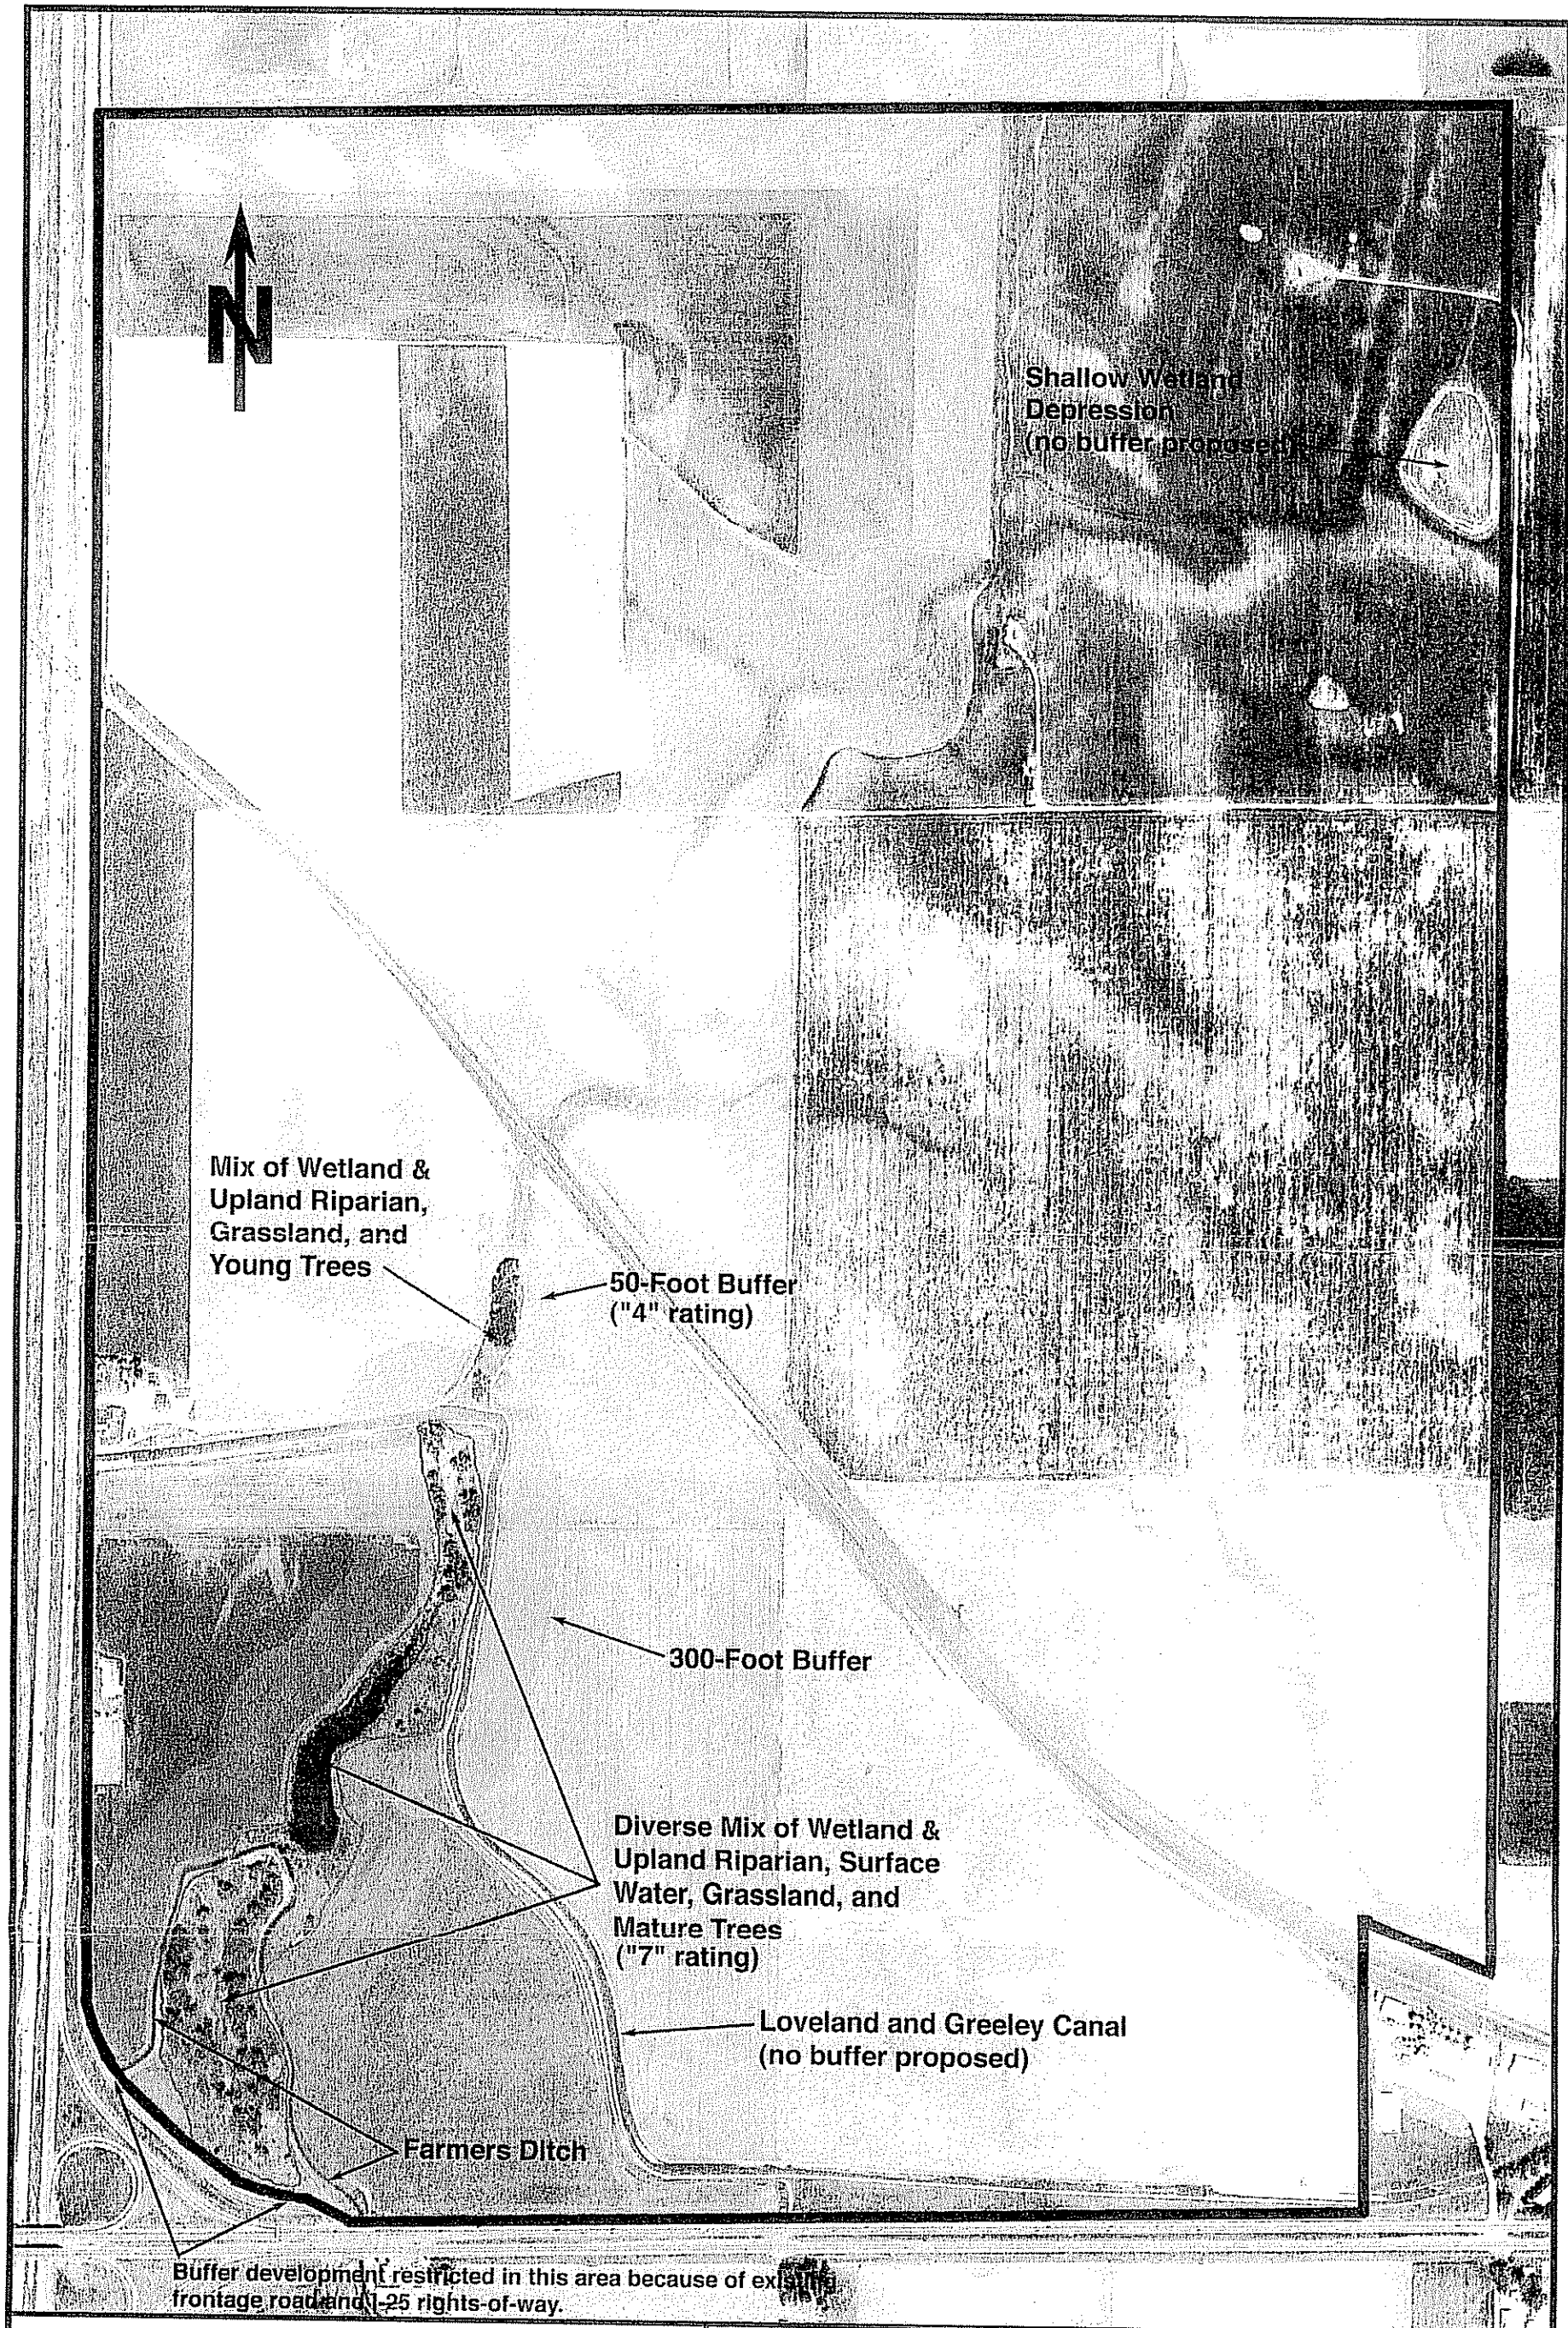 N
Shallow Wetland
Depression
(no buffer proposed)
Mix of Wetland &
Upland Riparian,
Grassland, and
Young Trees
50-Foot Buffer
("4" rating)
300-Foot Buffer
Diverse Mix of Wetland &
Upland Riparian, Surface
Water, Grassland, and
Mature Trees
("7" rating)
Loveland and Greeley Canal
(no buffer proposed)
Farmers Ditch
Buffer development restricted in this area because of existing
frontage road and I-25 rights-of-way.